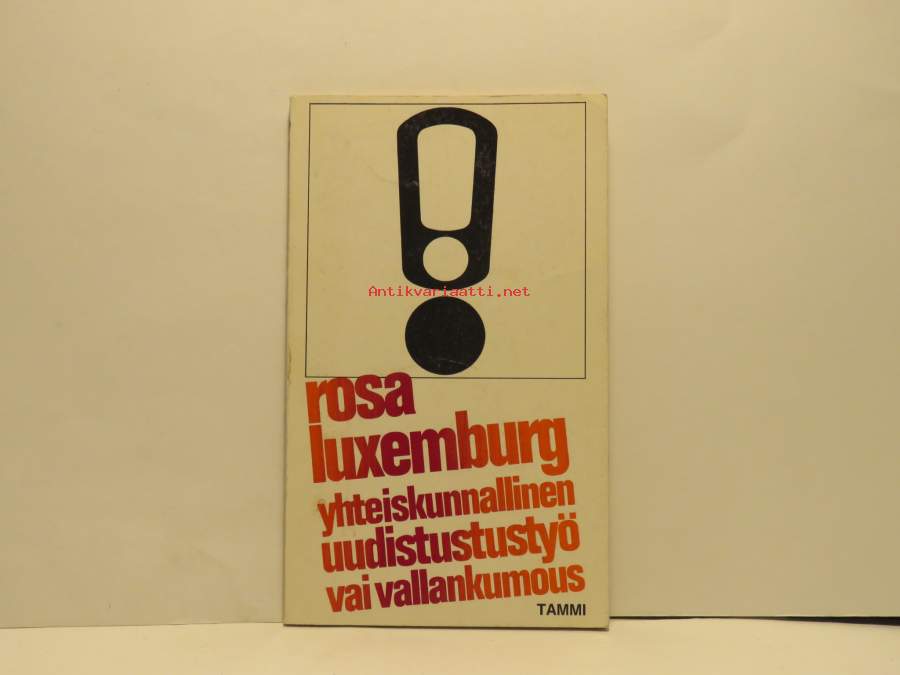 Antikvariaatti.net
rosa
luxemburg
yhteiskunnallinen
uudistustustyö
vai vallankumous
TAMMI